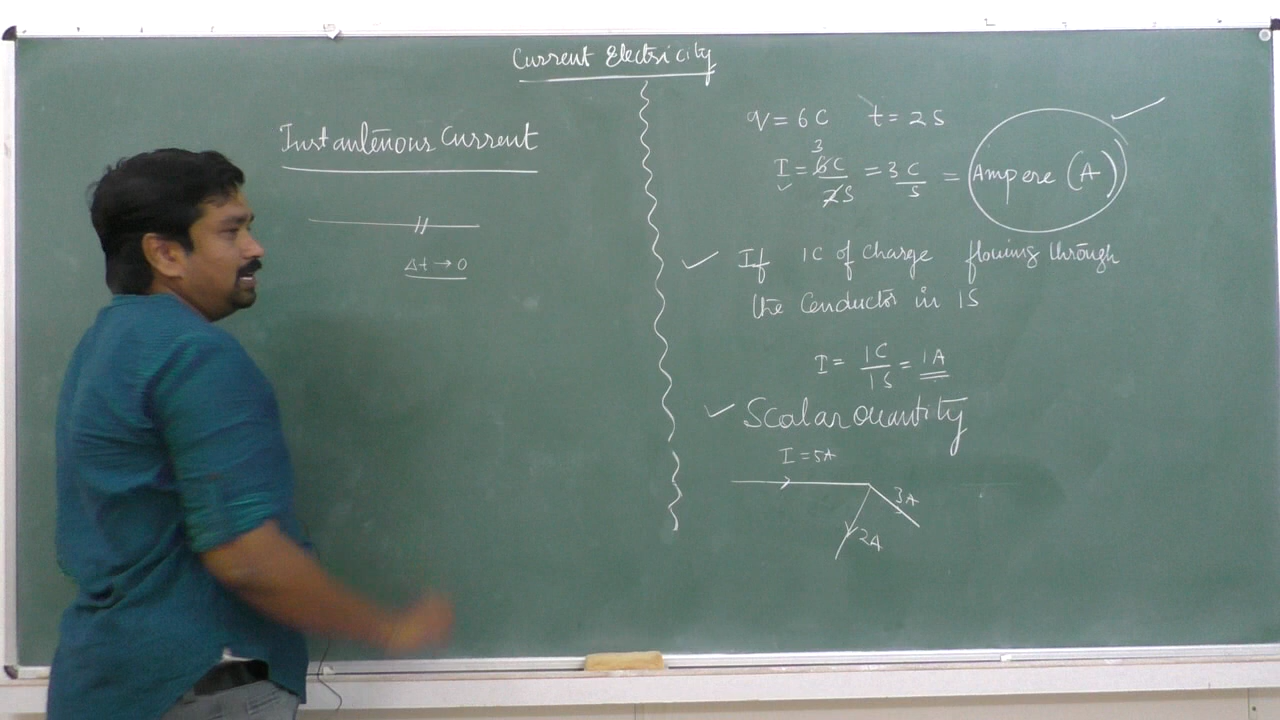 Current Electricity
Instantenous Current
Δt → 0
q = 6C t = 2S
3
I = 6C/2S = 3C/S = Ampere (A)
If 1C of charge flowing through
the Conductor in 1S
I = 1C/1S = 1A
Scalar Quantity
I = 5A
3A
2A